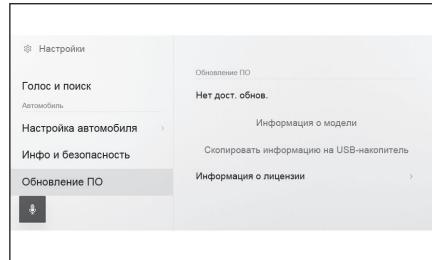 Настройки
Голос и поиск
Автомобиль
Настройка автомобиля
Инфо и безопасность
Обновление ПО
Обновление ПО
Нет дост. обнов.
Информация о модели
Скопировать информацию на USB-накопитель
Информация о лицензии